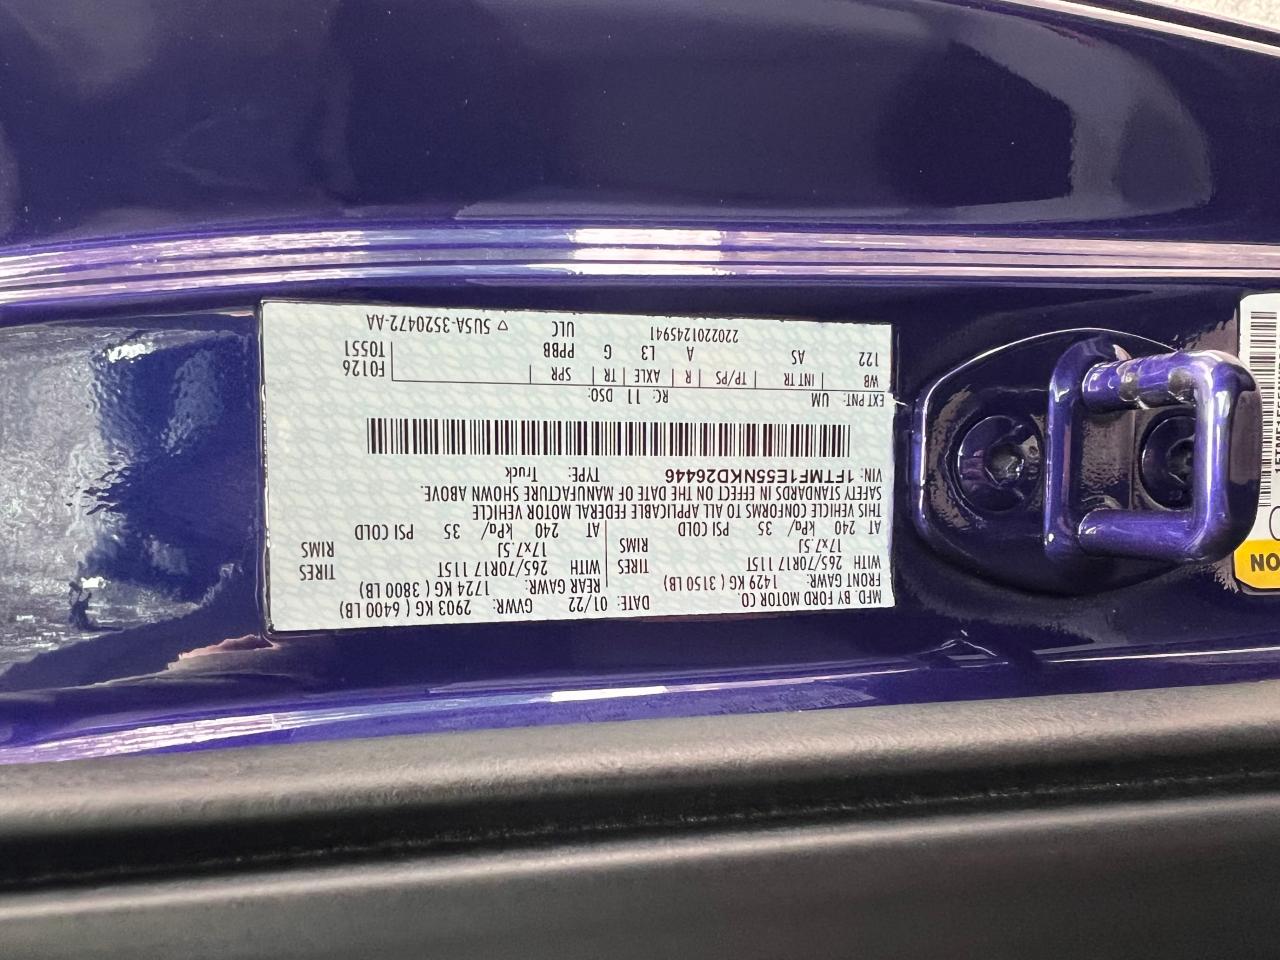 MFD. BY FORD MOTOR CO.
DATE: 01/22 GVWR: 2903 KG ( 6400 LB)
FRONT GAWR: 1429 KG ( 3150 LB)
REAR GAWR: 1724 KG ( 3800 LB)
WITH 265/70R17 115T TIRES
WITH 265/70R17 115T TIRES
17x7.5J RIMS
17x7.5J RIMS
AT 240 kPa/ 35 PSI COLD
AT 240 kPa/ 35 PSI COLD
THIS VEHICLE CONFORMS TO ALL APPLICABLE FEDERAL MOTOR VEHICLE
SAFETY STANDARDS IN EFFECT ON THE DATE OF MANUFACTURE SHOWN ABOVE.
VIN: 1FTMF1E55NKD26446 TYPE: Truck
EXT PNT: UM RC: 11 DSO:
WB INT TR TP/PS R AXLE TR SPR F0126
122 AS A L3 G PPBB T0551
2202201245941 ULC ▽ 5U5A-3520472-AA
NO